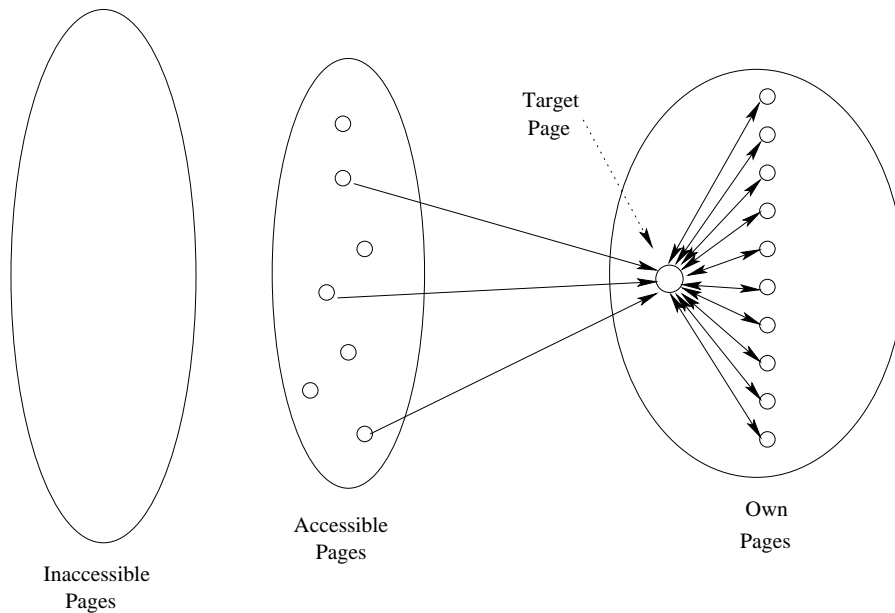 Target
Page
Accessible
Pages
Own
Pages
Inaccessible
Pages